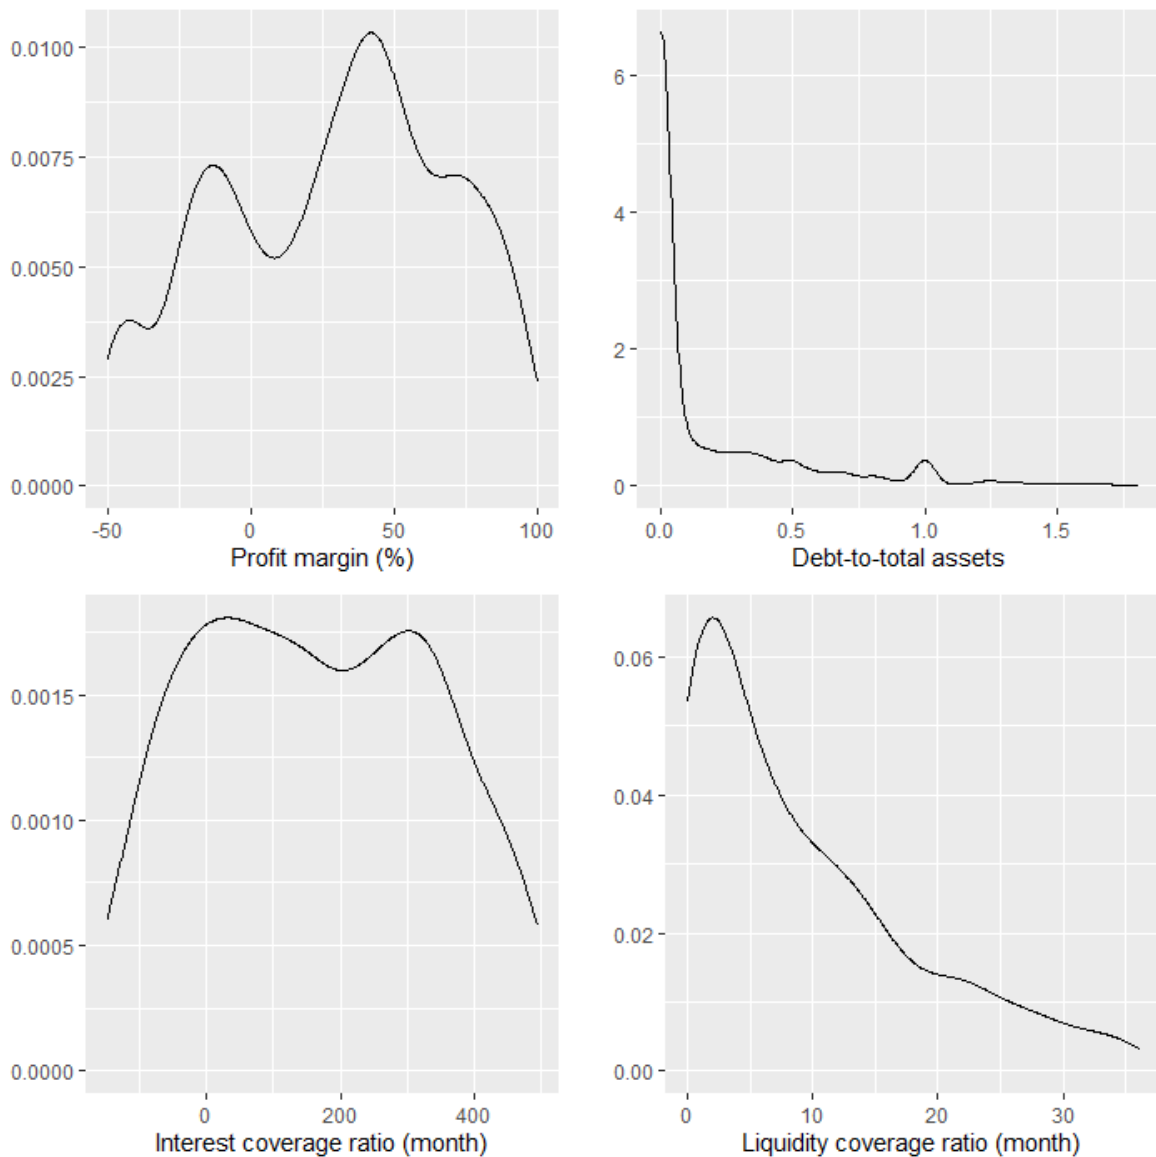 0.0100
0.0075
0.0050
0.0025
0.0000
-50 0 50 100
Profit margin (%)
6
4
2
0
0.0 0.5 1.0 1.5
Debt-to-total assets
0.0015
0.0010
0.0005
0.0000
0 200 400
Interest coverage ratio (month)
0.06
0.04
0.02
0.00
0 10 20 30
Liquidity coverage ratio (month)